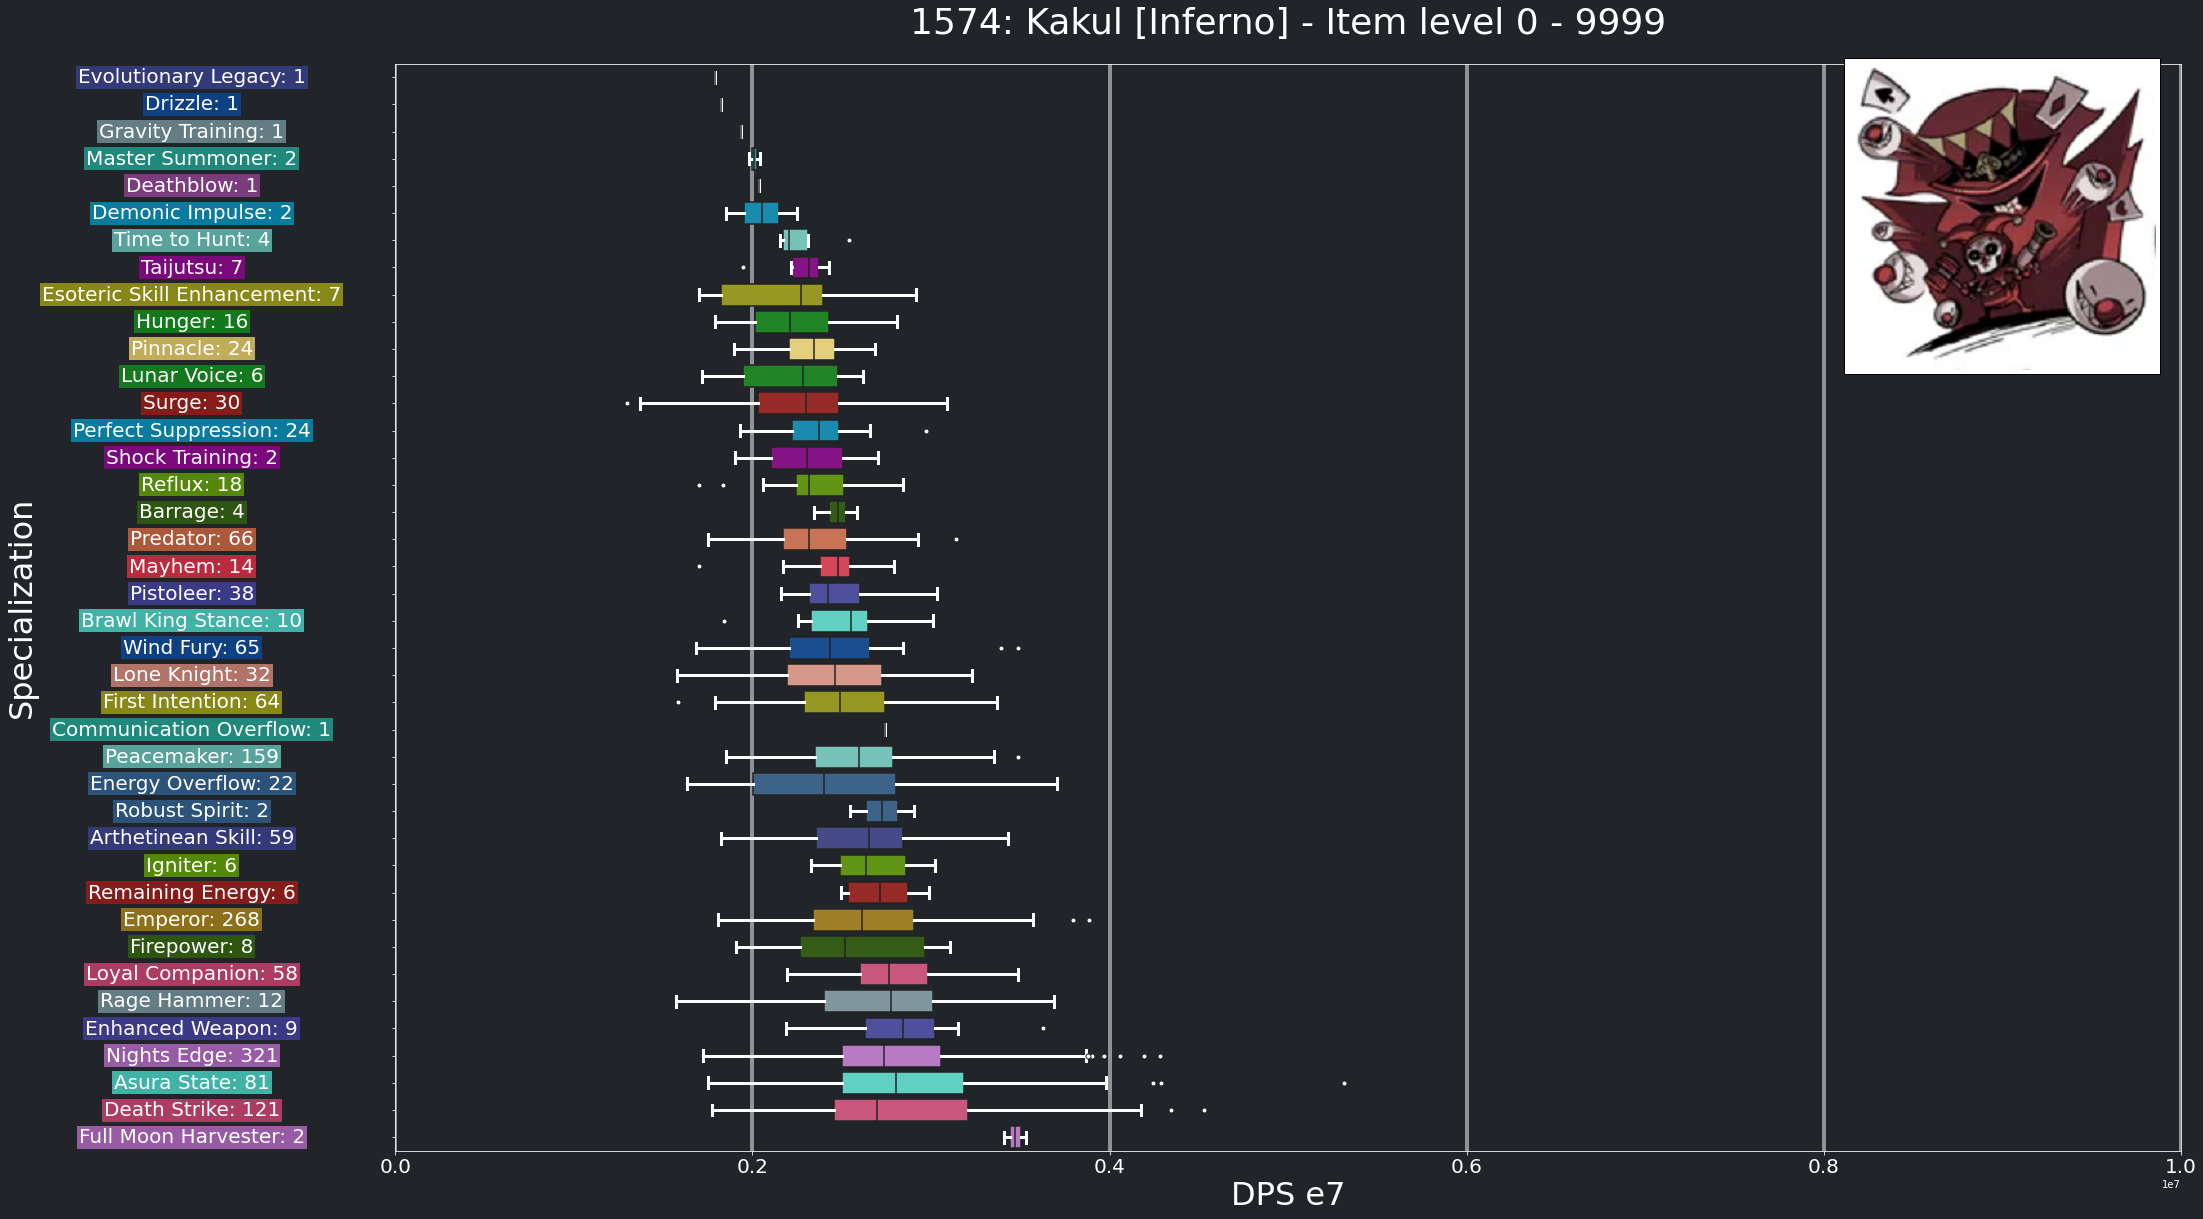 1574: Kakul [Inferno] - Item level 0 - 9999
Specialization
Evolutionary Legacy: 1
Drizzle: 1
Gravity Training: 1
Master Summoner: 2
Deathblow: 1
Demonic Impulse: 2
Time to Hunt: 4
Taijutsu: 7
Esoteric Skill Enhancement: 7
Hunger: 16
Pinnacle: 24
Lunar Voice: 6
Surge: 30
Perfect Suppression: 24
Shock Training: 2
Reflux: 18
Barrage: 4
Predator: 66
Mayhem: 14
Pistoleer: 38
Brawl King Stance: 10
Wind Fury: 65
Lone Knight: 32
First Intention: 64
Communication Overflow: 1
Peacemaker: 159
Energy Overflow: 22
Robust Spirit: 2
Arthetinean Skill: 59
Igniter: 6
Remaining Energy: 6
Emperor: 268
Firepower: 8
Loyal Companion: 58
Rage Hammer: 12
Enhanced Weapon: 9
Nights Edge: 321
Asura State: 81
Death Strike: 121
Full Moon Harvester: 2
0.0 0.2 0.4 0.6 0.8 1.0
1e7
DPS e7